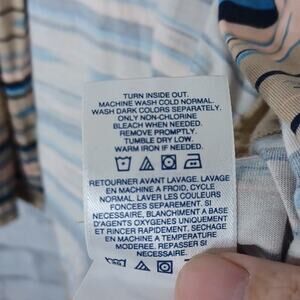 TURN INSIDE OUT.
MACHINE WASH COLD NORMAL.
WASH DARK COLORS SEPARATELY.
ONLY NON-CHLORINE
BLEACH WHEN NEEDED.
REMOVE PROMPTLY.
TUMBLE DRY LOW.
WARM IRON IF NEEDED.
RETOURNER AVANT LAVAGE, LAVAGE
EN MACHINE A FROID, CYCLE
NORMAL. LAVER LES COULEURS
FONCEES SEPAREMENT. SI
NECESSAIRE, BLANCHIMENT A BASE
D'AGENTS OXYGENES UNIQUEMENT
ET RINCER RAPIDEMENT. SECHAGE
EN MACHINE A TEMPERATURE
MODEREE. REPASSER SI
NECESSAIRE.